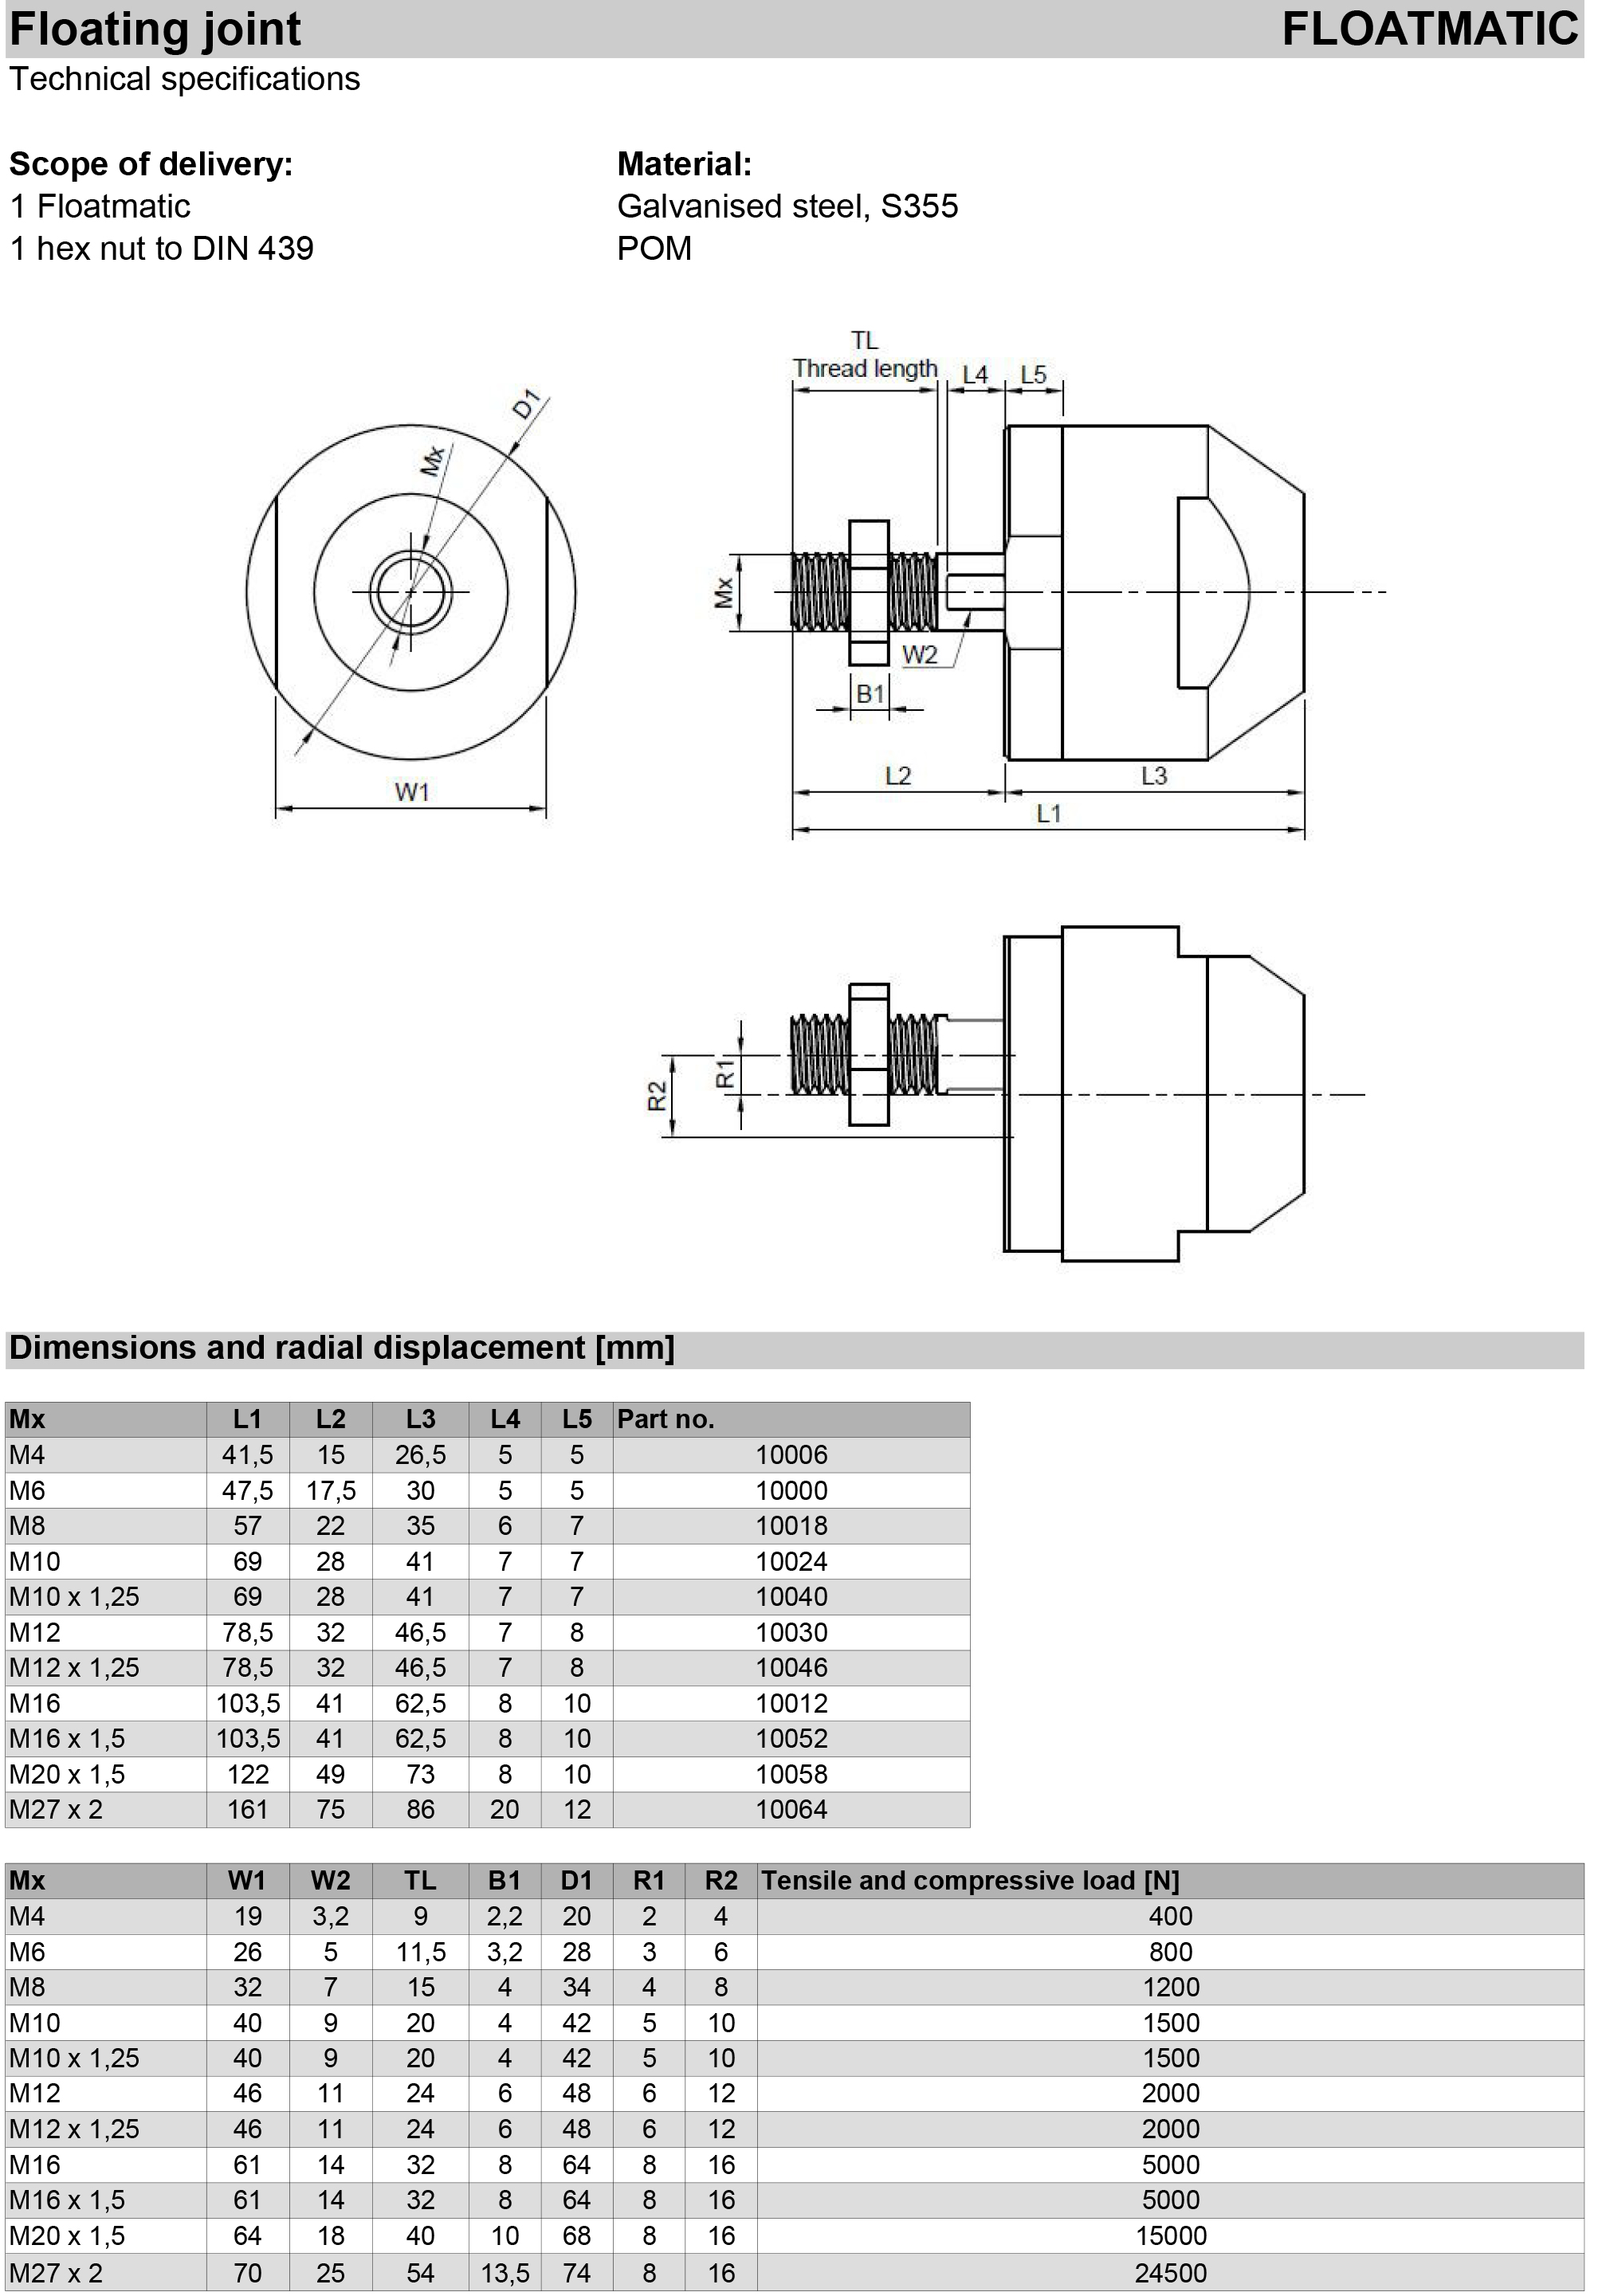 Floating joint FLOATMATIC
Technical specifications
Scope of delivery: Material:
1 Floatmatic Galvanised steel, S355
1 hex nut to DIN 439 POM
D1
Mx
W1
TL
Thread length L4 L5
Mx
W2
B1
L2 L3
L1
R1
R2
Dimensions and radial displacement [mm]
Mx L1 L2 L3 L4 L5 Part no.
M4 41,5 15 26,5 5 5 10006
M6 47,5 17,5 30 5 5 10000
M8 57 22 35 6 7 10018
M10 69 28 41 7 7 10024
M10 x 1,25 69 28 41 7 7 10040
M12 78,5 32 46,5 7 8 10030
M12 x 1,25 78,5 32 46,5 7 8 10046
M16 103,5 41 62,5 8 10 10012
M16 x 1,5 103,5 41 62,5 8 10 10052
M20 x 1,5 122 49 73 8 10 10058
M27 x 2 161 75 86 20 12 10064
Mx W1 W2 TL B1 D1 R1 R2 Tensile and compressive load [N]
M4 19 3,2 9 2,2 20 2 4 400
M6 26 5 11,5 3,2 28 3 6 800
M8 32 7 15 4 34 4 8 1200
M10 40 9 20 4 42 5 10 1500
M10 x 1,25 40 9 20 4 42 5 10 1500
M12 46 11 24 6 48 6 12 2000
M12 x 1,25 46 11 24 6 48 6 12 2000
M16 61 14 32 8 64 8 16 5000
M16 x 1,5 61 14 32 8 64 8 16 5000
M20 x 1,5 64 18 40 10 68 8 16 15000
M27 x 2 70 25 54 13,5 74 8 16 24500